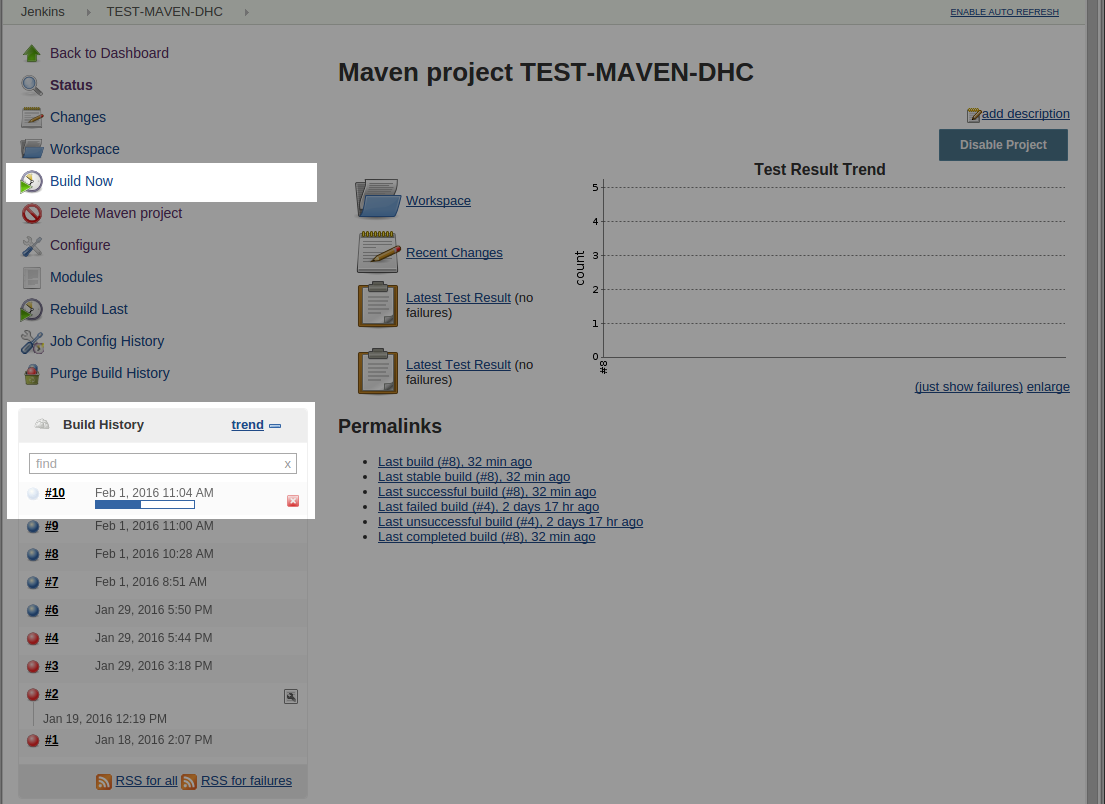 Jenkins TEST-MAVEN-DHC ENABLE AUTO REFRESH
Back to Dashboard
Status
Changes
Workspace
Build Now
Delete Maven project
Configure
Modules
Rebuild Last
Job Config History
Purge Build History
Build History trend
find x
#10 Feb 1, 2016 11:04 AM
#9 Feb 1, 2016 11:00 AM
#8 Feb 1, 2016 10:28 AM
#7 Feb 1, 2016 8:51 AM
#6 Jan 29, 2016 5:50 PM
#4 Jan 29, 2016 5:44 PM
#3 Jan 29, 2016 3:18 PM
#2
Jan 19, 2016 12:19 PM
#1 Jan 18, 2016 2:07 PM
RSS for all RSS for failures
Maven project TEST-MAVEN-DHC
add description
Disable Project
Workspace
Recent Changes
Latest Test Result (no
failures)
Latest Test Result (no
failures)
Test Result Trend
count
5
4
3
2
1
0
#8
(just show failures) enlarge
Permalinks
Last build (#8), 32 min ago
Last stable build (#8), 32 min ago
Last successful build (#8), 32 min ago
Last failed build (#4), 2 days 17 hr ago
Last unsuccessful build (#4), 2 days 17 hr ago
Last completed build (#8), 32 min ago